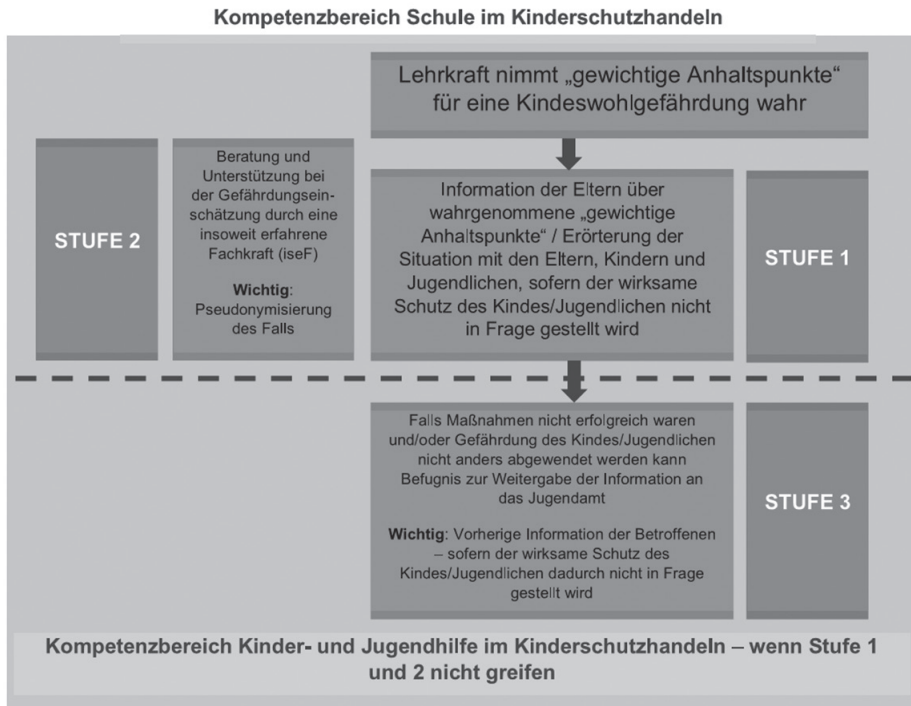 Kompetenzbereich Schule im Kinderschutzhandeln
Lehrkraft nimmt „gewichtige Anhaltspunkte“
für eine Kindeswohlgefährdung wahr
STUFE 2
Beratung und
Unterstützung bei
der Gefährdungsein-
schätzung durch eine
insoweit erfahrene
Fachkraft (iseF)
Wichtig:
Pseudonymisierung
des Falls
Information der Eltern über
wahrgenommene „gewichtige
Anhaltspunkte“ / Erörterung der
Situation mit den Eltern, Kindern und
Jugendlichen, sofern der wirksame
Schutz des Kindes/Jugendlichen nicht
in Frage gestellt wird
STUFE 1
Falls Maßnahmen nicht erfolgreich waren
und/oder Gefährdung des Kindes/Jugendlichen
nicht anders abgewendet werden kann
Befugnis zur Weitergabe der Information an
das Jugendamt
Wichtig: Vorherige Information der Betroffenen
– sofern der wirksame Schutz des
Kindes/Jugendlichen dadurch nicht in Frage
gestellt wird
STUFE 3
Kompetenzbereich Kinder- und Jugendhilfe im Kinderschutzhandeln – wenn Stufe 1
und 2 nicht greifen